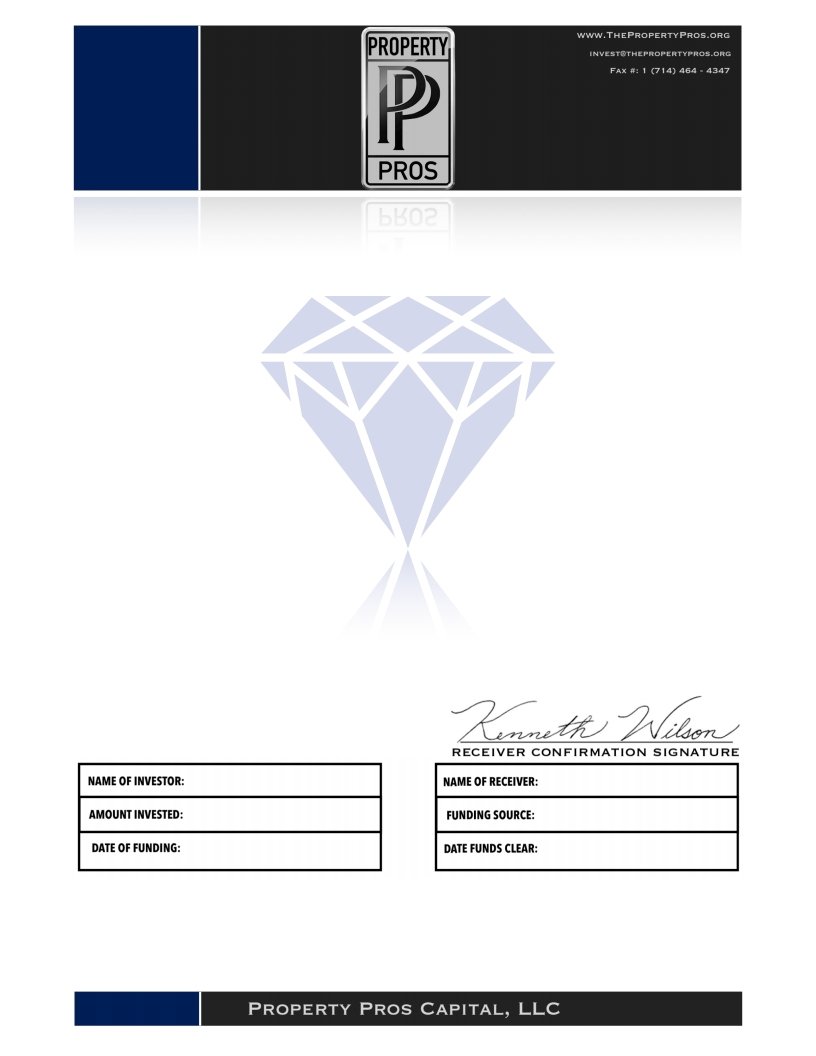 PROPERTY
PP
PROS
www.ThePropertyPros.org
invest@thepropertypros.org
Fax #: 1 (714) 464 - 4347
PROS
Kenneth Wilson
RECEIVER CONFIRMATION SIGNATURE
NAME OF INVESTOR:
AMOUNT INVESTED:
DATE OF FUNDING:
NAME OF RECEIVER:
FUNDING SOURCE:
DATE FUNDS CLEAR:
Property Pros Capital, LLC